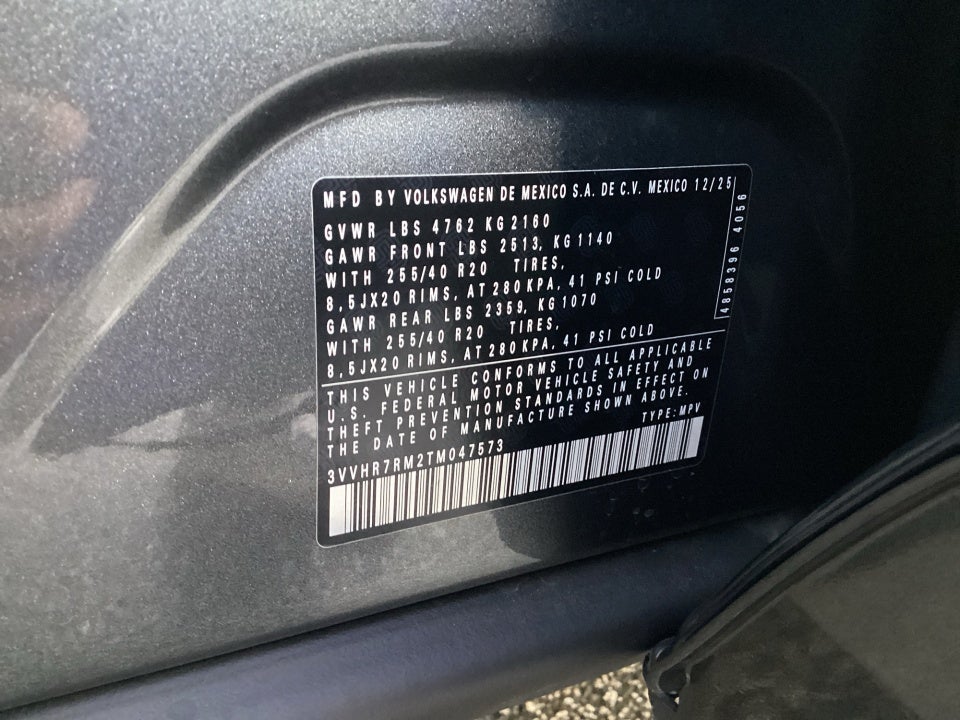 MFD BY VOLKSWAGEN DE MEXICO S.A. DE C.V. MEXICO 12/25
GVWR LBS 4762 KG 2160
GAWR FRONT LBS 2513, KG 1140
WITH 255/40 R20 TIRES,
8,5JX20 RIMS, AT 280 KPA, 41 PSI COLD
GAWR REAR LBS 2359, KG 1070
WITH 255/40 R20 TIRES,
8,5JX20 RIMS, AT 280 KPA, 41 PSI COLD
4858396 4056
THIS VEHICLE CONFORMS TO ALL APPLICABLE
U.S. FEDERAL MOTOR VEHICLE SAFETY AND
THEFT PREVENTION STANDARDS IN EFFECT ON
THE DATE OF MANUFACTURE SHOWN ABOVE.
3VVHR7RM2TM047573 TYPE: MPV